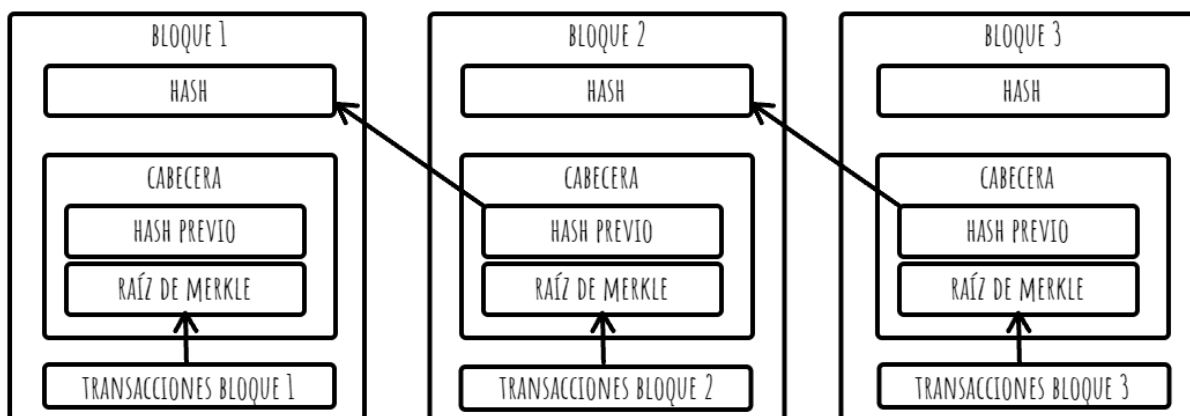 BLOQUE 1
HASH
CABECERA
HASH PREVIO
RAÍZ DE MERKLE
TRANSACCIONES BLOQUE 1
BLOQUE 2
HASH
CABECERA
HASH PREVIO
RAÍZ DE MERKLE
TRANSACCIONES BLOQUE 2
BLOQUE 3
HASH
CABECERA
HASH PREVIO
RAÍZ DE MERKLE
TRANSACCIONES BLOQUE 3